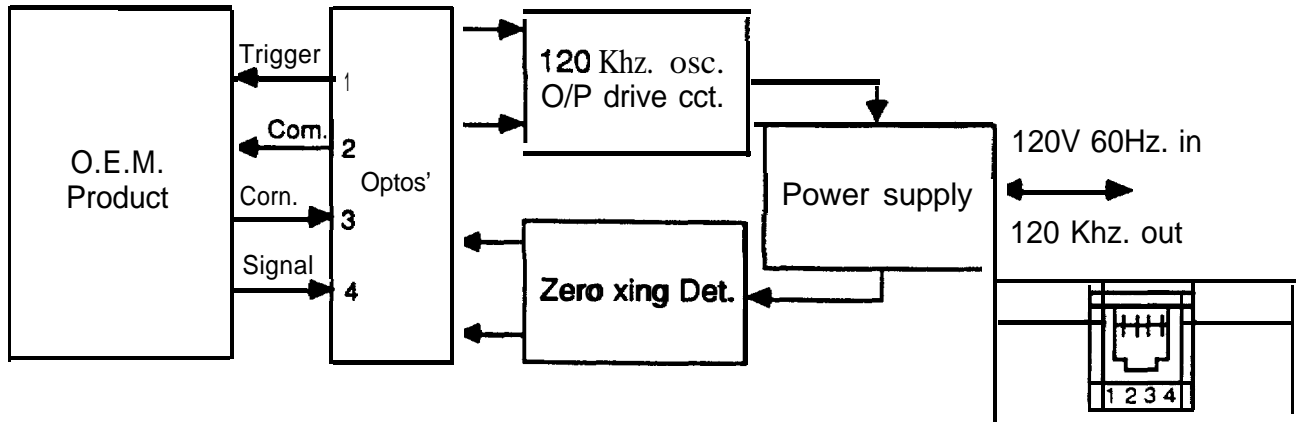 O.E.M.
Product
Trigger
1
Com.
2
Corn.
3
Signal
4
Optos'
120 Khz. osc.
O/P drive cct.
Zero xing Det.
Power supply
120V 60Hz. in
120 Khz. out
1 2 3 4